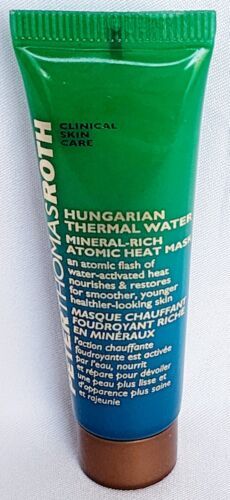 PETERTHOMASROTH
CLINICAL
SKIN
CARE
HUNGARIAN
THERMAL WATER
MINERAL-RICH
ATOMIC HEAT MASK
an atomic flash of
water-activated heat
nourishes & restores
for smoother, younger
healthier-looking skin
MASQUE CHAUFFANT
FOUDROYANT RICHE
EN MINÉRAUX
l'action chauffante
foudroyante est activée
par l'eau, nourrit
et répare pour dévoiler
une peau plus lisse et
d'apparence plus saine
et rajeunie